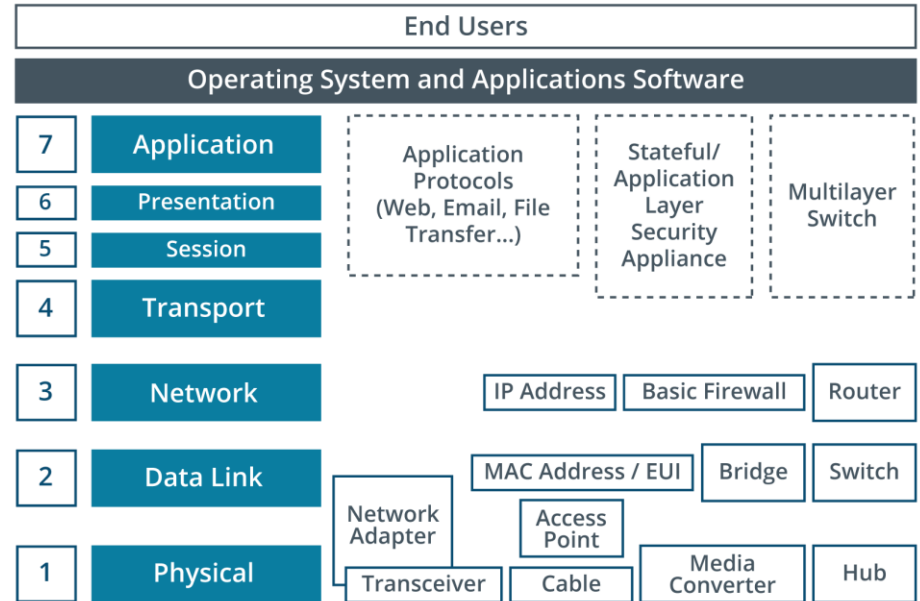 End Users
Operating System and Applications Software
7
Application
6
Presentation
5
Session
4
Transport
Application
Protocols
(Web, Email, File
Transfer...)
Stateful/
Application
Layer
Security
Appliance
Multilayer
Switch
3
Network
IP Address
Basic Firewall
Router
2
Data Link
MAC Address / EUI
Bridge
Switch
Network
Adapter
Access
Point
1
Physical
Transceiver
Cable
Media
Converter
Hub